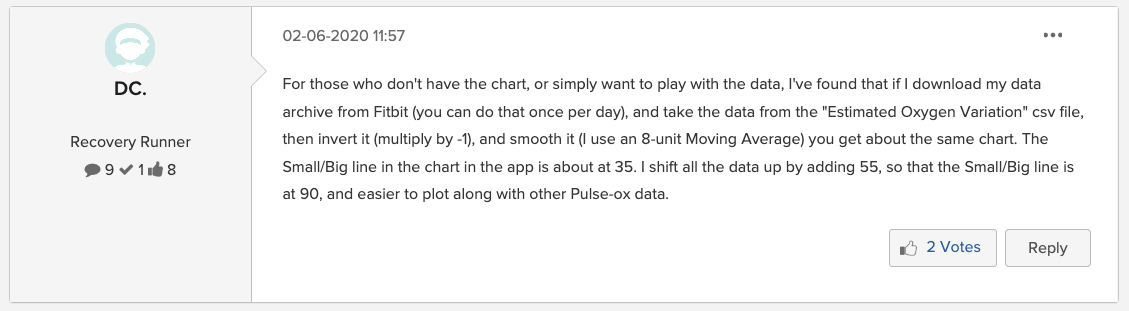 02-06-2020 11:57
DC.
Recovery Runner
9 1 8
For those who don't have the chart, or simply want to play with the data, I've found that if I download my data
archive from Fitbit (you can do that once per day), and take the data from the "Estimated Oxygen Variation" csv file,
then invert it (multiply by -1), and smooth it (I use an 8-unit Moving Average) you get about the same chart. The
Small/Big line in the chart in the app is about at 35. I shift all the data up by adding 55, so that the Small/Big line is
at 90, and easier to plot along with other Pulse-ox data.
2 Votes
Reply